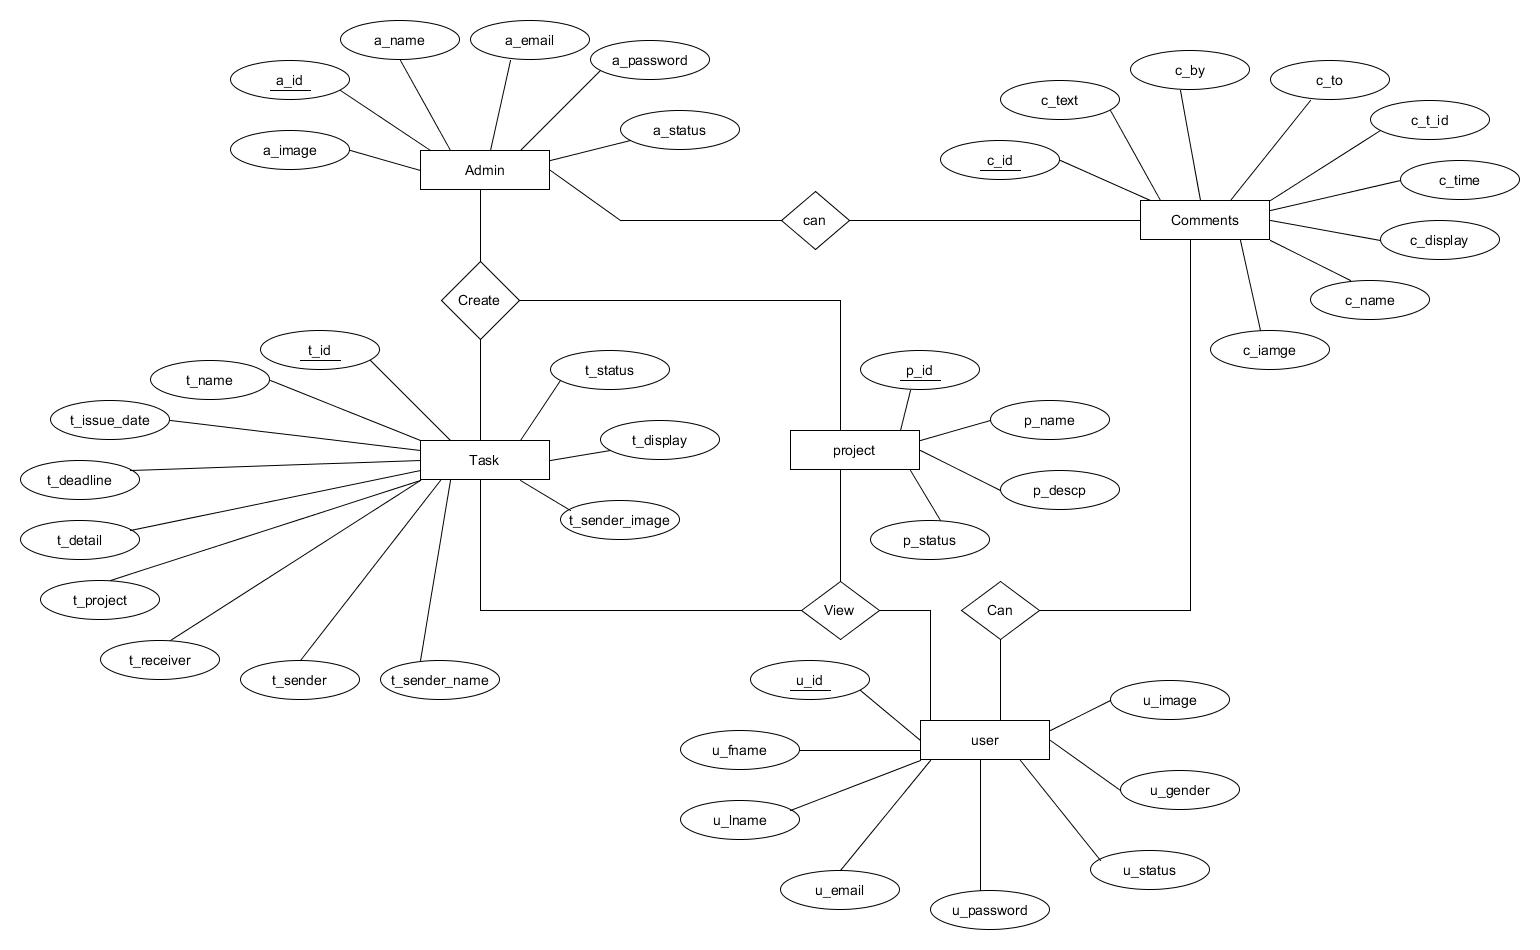 a_name
a_email
a_password
a_id
a_image
a_status
Admin
c_by
c_to
c_text
c_t_id
c_id
c_time
Comments
c_display
c_name
c_iamge
can
Create
t_id
t_name
t_status
t_issue_date
t_display
Task
t_deadline
t_sender_image
t_detail
t_project
t_receiver
t_sender
t_sender_name
p_id
p_name
project
p_descp
p_status
View
Can
u_id
u_image
user
u_fname
u_gender
u_lname
u_status
u_email
u_password